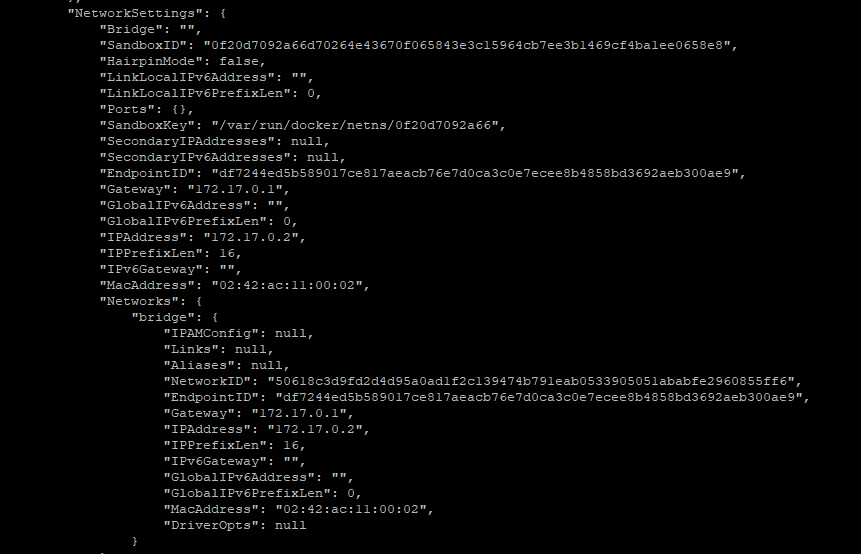 "NetworkSettings": {
"Bridge": "",
"SandboxID": "0f20d7092a66d70264e43670f065843e3c15964cb7ee3b1469cf4ba1ee0658e8",
"HairpinMode": false,
"LinkLocalIPv6Address": "",
"LinkLocalIPv6PrefixLen": 0,
"Ports": {},
"SandboxKey": "/var/run/docker/netns/0f20d7092a66",
"SecondaryIPAddresses": null,
"SecondaryIPv6Addresses": null,
"EndpointID": "df7244ed5b589017ce817aeacb76e7d0ca3c0e7ecee8b4858bd3692aeb300ae9",
"Gateway": "172.17.0.1",
"GlobalIPv6Address": "",
"GlobalIPv6PrefixLen": 0,
"IPAddress": "172.17.0.2",
"IPPrefixLen": 16,
"IPv6Gateway": "",
"MacAddress": "02:42:ac:11:00:02",
"Networks": {
"bridge": {
"IPAMConfig": null,
"Links": null,
"Aliases": null,
"NetworkID": "50618c3d9fd2d4d95a0ad1f2c139474b791eab0533905051ababfe2960855ff6",
"EndpointID": "df7244ed5b589017ce817aeacb76e7d0ca3c0e7ecee8b4858bd3692aeb300ae9",
"Gateway": "172.17.0.1",
"IPAddress": "172.17.0.2",
"IPPrefixLen": 16,
"IPv6Gateway": "",
"GlobalIPv6Address": "",
"GlobalIPv6PrefixLen": 0,
"MacAddress": "02:42:ac:11:00:02",
"DriverOpts": null
}